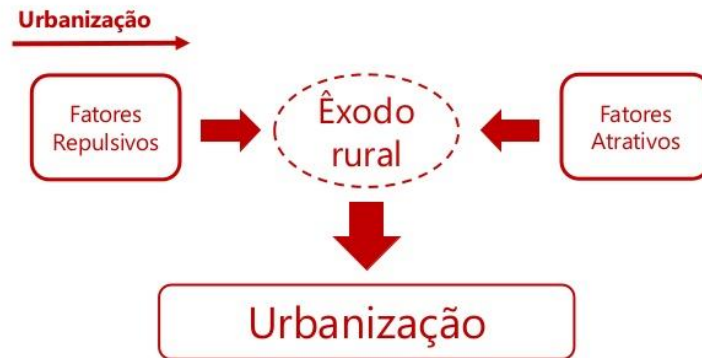 Urbanização
Fatores
Repulsivos
Êxodo
rural
Fatores
Atrativos
Urbanização